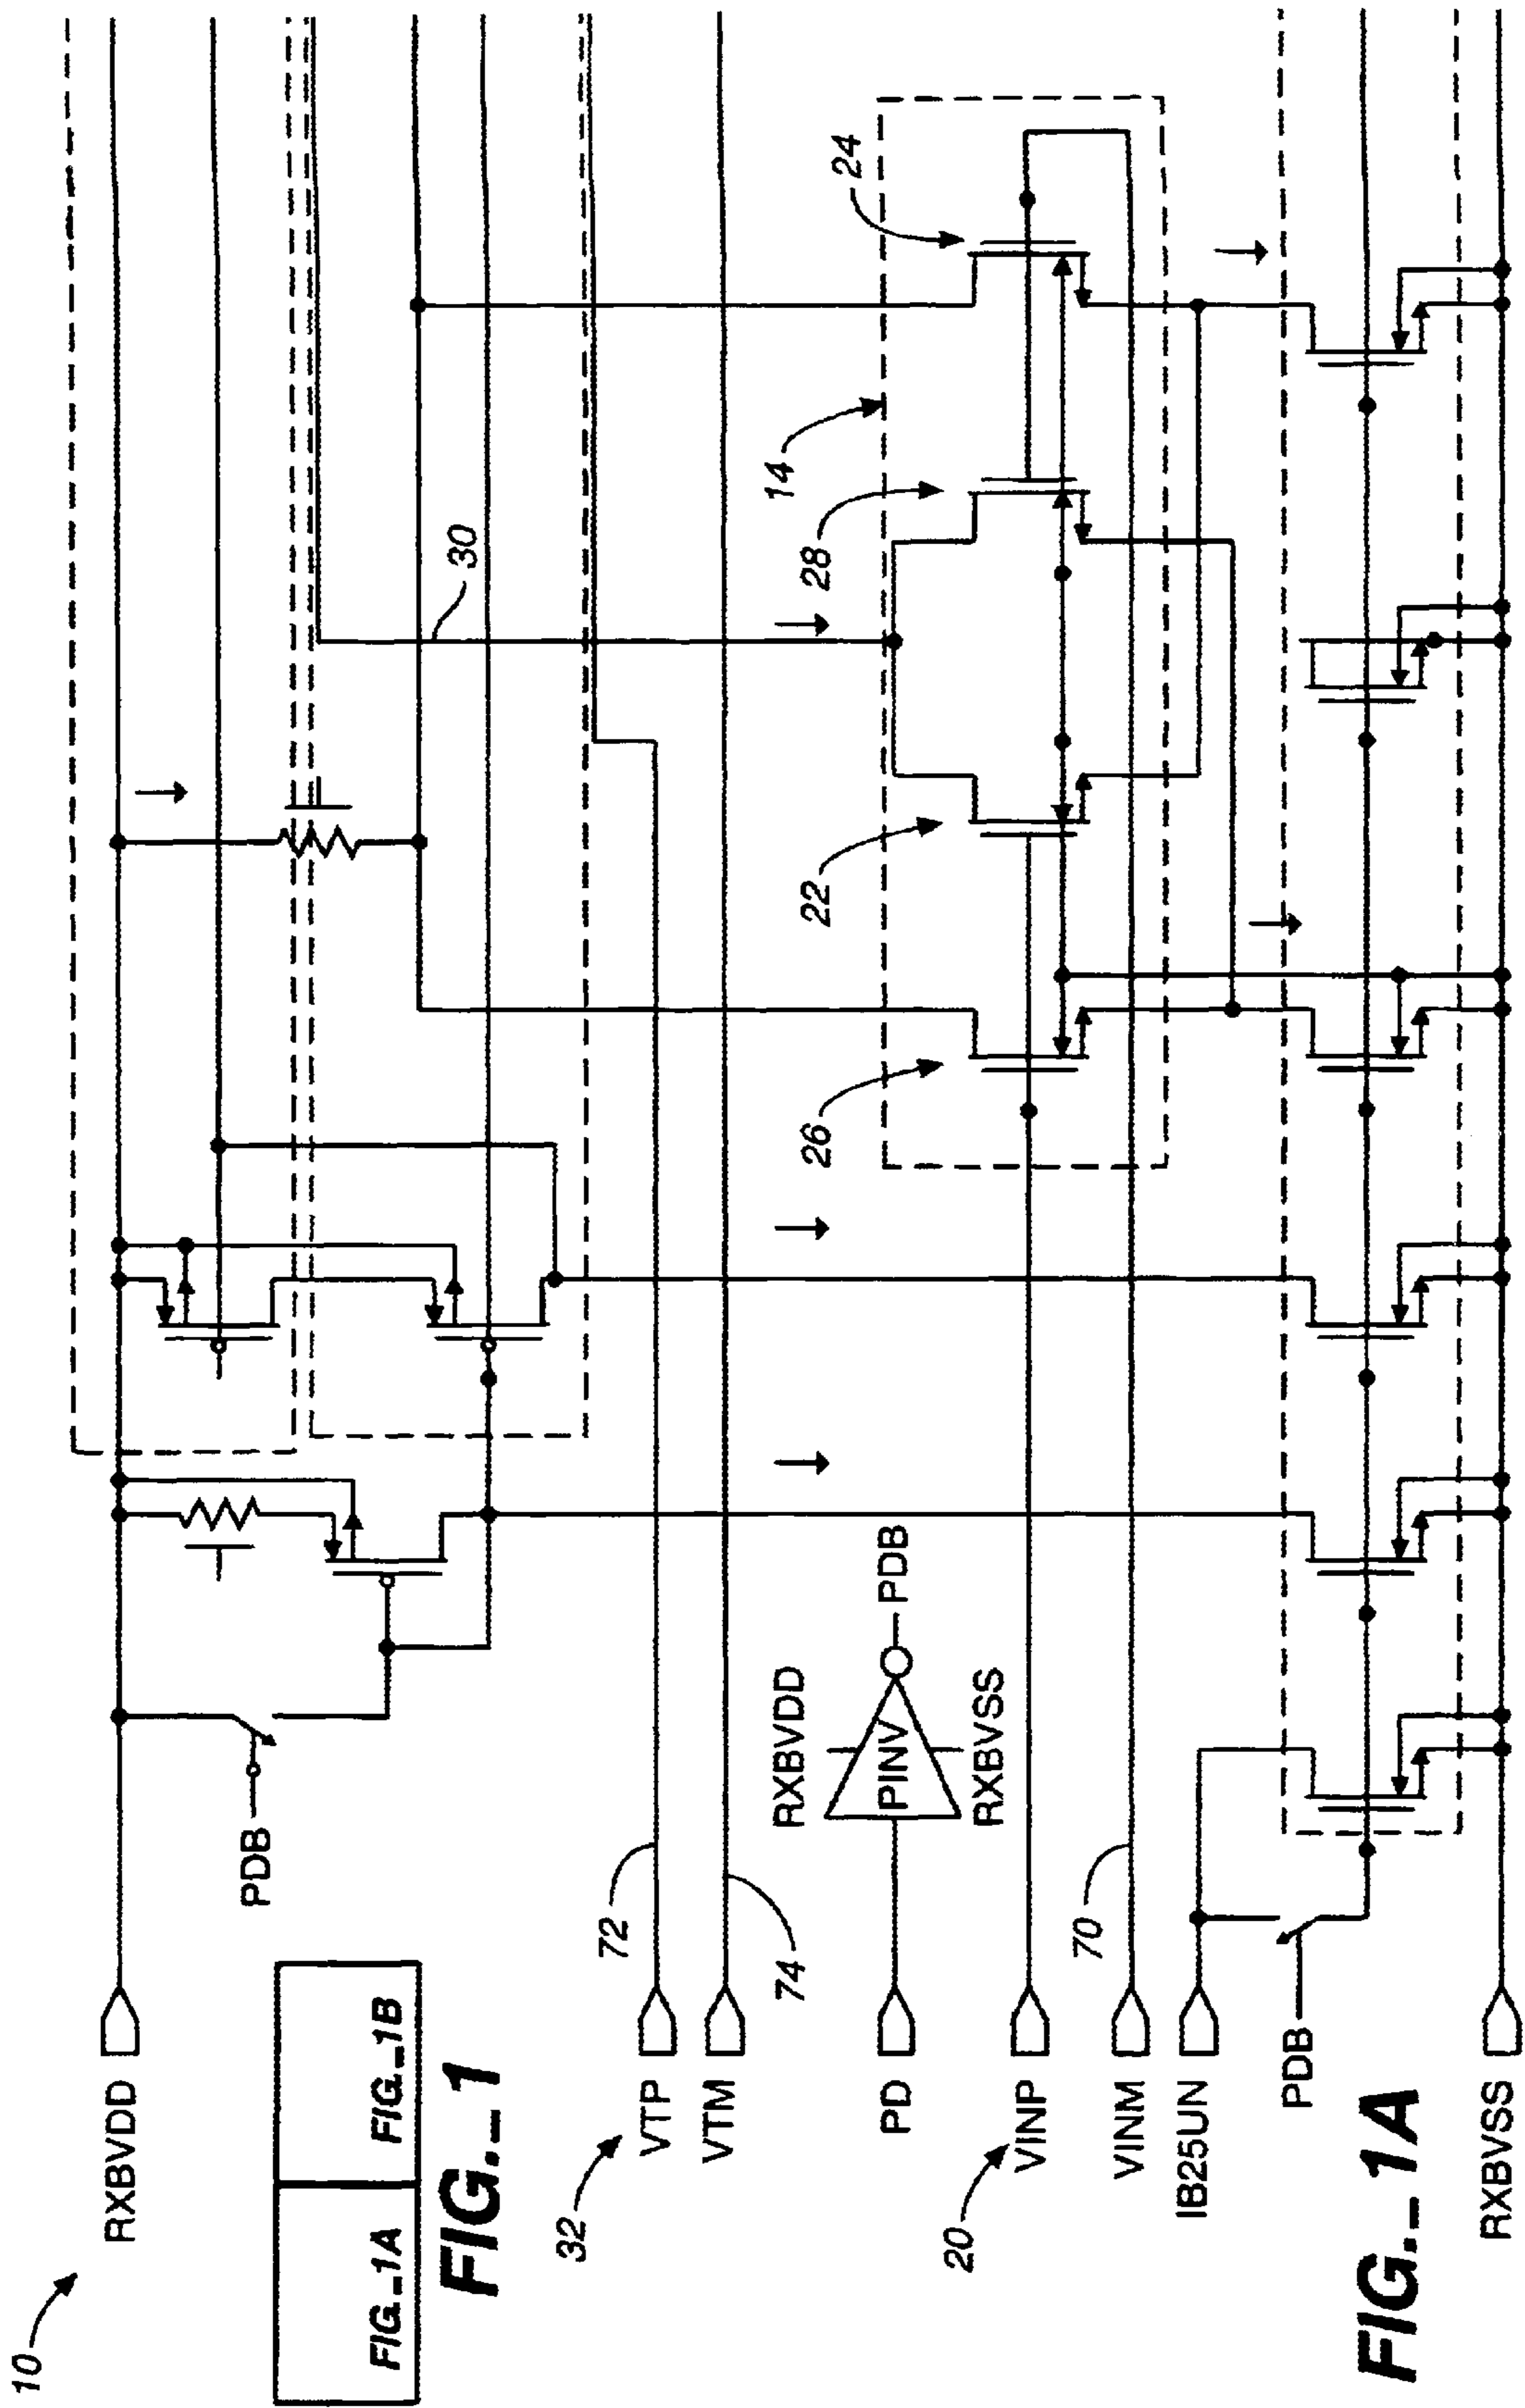 10
RXBVDD
PDB
FIG._1A
FIG._1B
FIG._1
30
32
VTP
72
VTM
74
RXBVDD
PD
PINV
PDB
RXBVSS
14
24
28
22
26
20
VINP
VINM
70
IB25UN
PDB
RXBVSS
FIG._1A